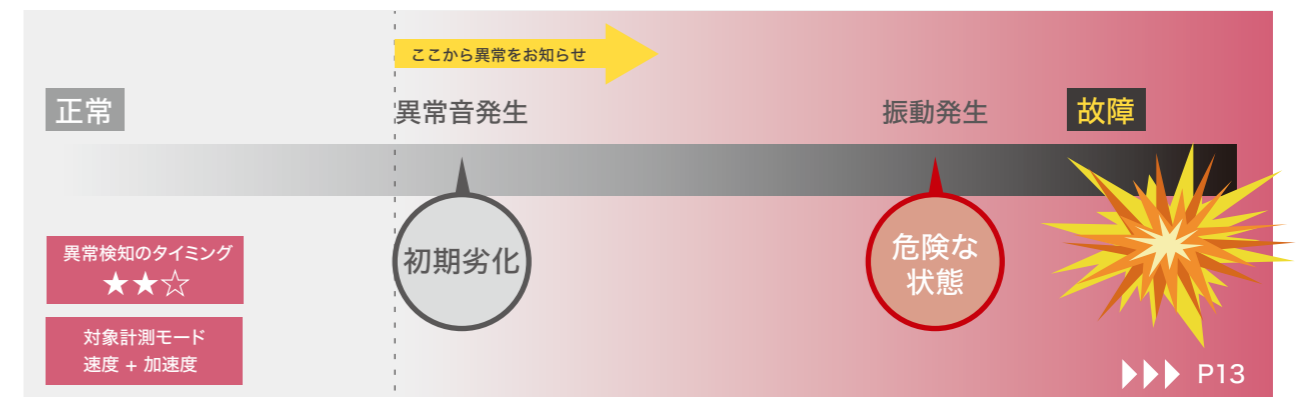 ここから異常をお知らせ
正常
異常音発生
振動発生
故障
初期劣化
危険な
状態
異常検知のタイミング
★★☆
対象計測モード
速度 + 加速度
▶▶▶ P13